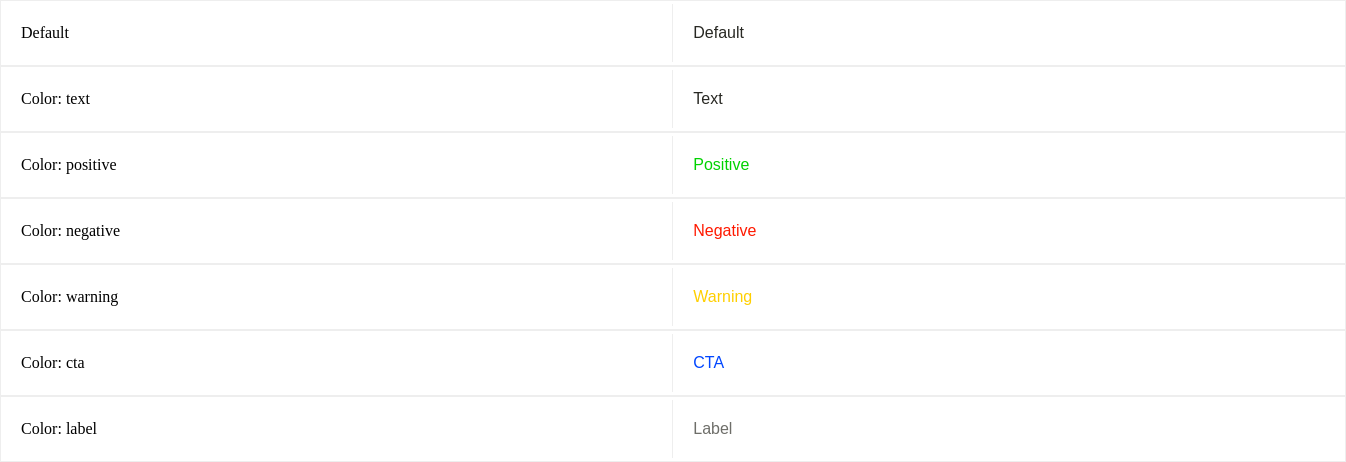 Default
Default
Color: text
Text
Color: positive
Positive
Color: negative
Negative
Color: warning
Warning
Color: cta
CTA
Color: label
Label